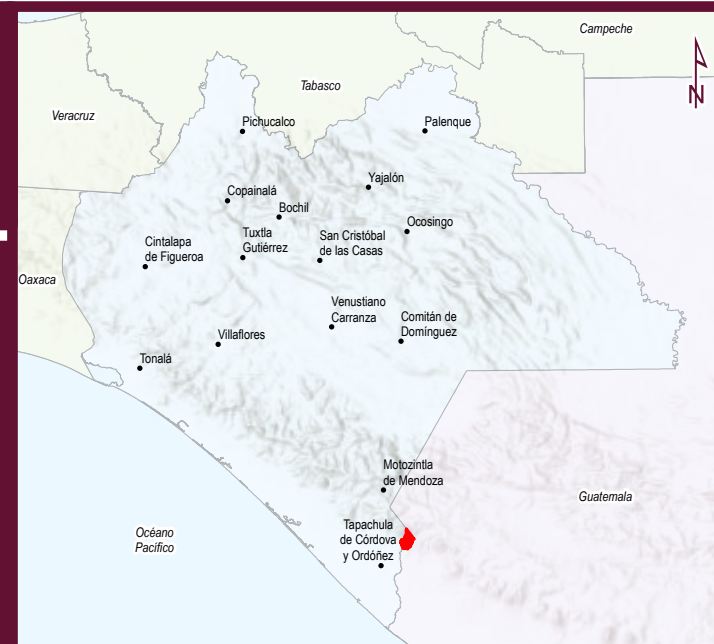 Campeche
Tabasco
N
Veracruz
Pichucalco
Palenque
Yajalón
Copainalá
Bochil
Ocosingo
Tuxtla
Gutiérrez
San Cristóbal
de las Casas
Cintalapa
de Figueroa
Oaxaca
Venustiano
Carranza
Comitán de
Domínguez
Villaflores
Tonalá
Motozintla
de Mendoza
Guatemala
Tapachula
de Córdova
y Ordóñez
Océano
Pacífico